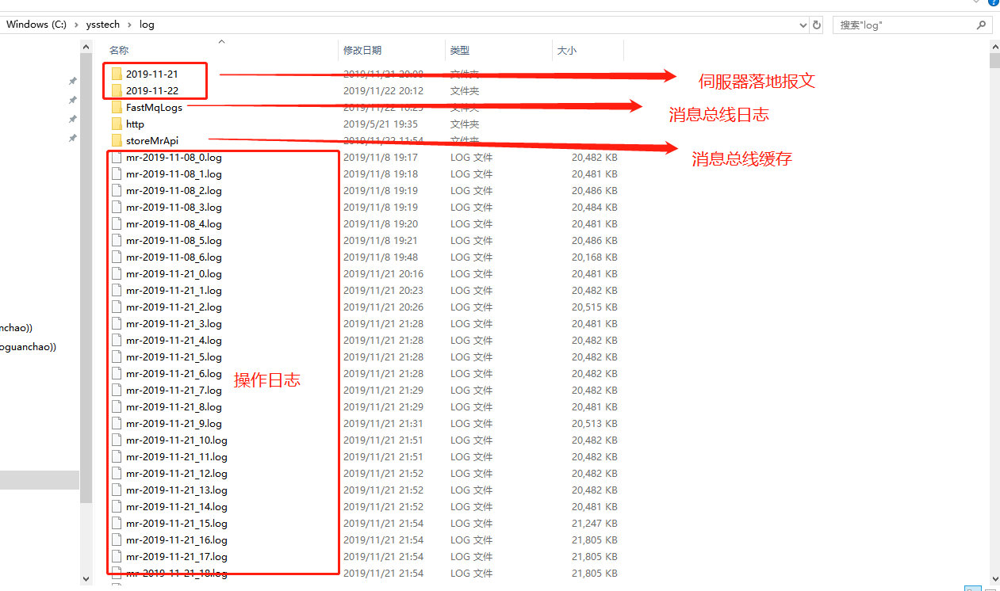 Windows (C:) › ysstech › log
搜索"log"
名称 修改日期 类型 大小
2019-11-21 2019/11/21 20:08 文件夹
伺服器落地报文
2019-11-22 2019/11/22 20:12 文件夹
FastMqLogs 2019/11/22 10:25 文件夹
消息总线日志
http 2019/5/21 19:35 文件夹
storeMrApi 2019/11/22 11:54 文件夹
消息总线缓存
mr-2019-11-08_0.log 2019/11/8 19:17 LOG 文件 20,482 KB
mr-2019-11-08_1.log 2019/11/8 19:18 LOG 文件 20,481 KB
mr-2019-11-08_2.log 2019/11/8 19:19 LOG 文件 20,486 KB
mr-2019-11-08_3.log 2019/11/8 19:19 LOG 文件 20,484 KB
mr-2019-11-08_4.log 2019/11/8 19:20 LOG 文件 20,481 KB
mr-2019-11-08_5.log 2019/11/8 19:21 LOG 文件 20,486 KB
mr-2019-11-08_6.log 2019/11/8 19:48 LOG 文件 20,168 KB
mr-2019-11-21_0.log 2019/11/21 20:16 LOG 文件 20,481 KB
mr-2019-11-21_1.log 2019/11/21 20:23 LOG 文件 20,482 KB
mr-2019-11-21_2.log 2019/11/21 20:26 LOG 文件 20,515 KB
mr-2019-11-21_3.log 2019/11/21 21:28 LOG 文件 20,481 KB
nchao))
mr-2019-11-21_4.log 2019/11/21 21:28 LOG 文件 20,482 KB
oguanchao))
mr-2019-11-21_5.log 2019/11/21 21:28 LOG 文件 20,482 KB
mr-2019-11-21_6.log 2019/11/21 21:28 LOG 文件 20,482 KB
操作日志
mr-2019-11-21_7.log 2019/11/21 21:29 LOG 文件 20,482 KB
mr-2019-11-21_8.log 2019/11/21 21:29 LOG 文件 20,481 KB
mr-2019-11-21_9.log 2019/11/21 21:31 LOG 文件 20,513 KB
mr-2019-11-21_10.log 2019/11/21 21:51 LOG 文件 20,482 KB
mr-2019-11-21_11.log 2019/11/21 21:51 LOG 文件 20,482 KB
mr-2019-11-21_12.log 2019/11/21 21:52 LOG 文件 20,482 KB
mr-2019-11-21_13.log 2019/11/21 21:52 LOG 文件 20,482 KB
mr-2019-11-21_14.log 2019/11/21 21:52 LOG 文件 20,481 KB
mr-2019-11-21_15.log 2019/11/21 21:54 LOG 文件 21,247 KB
mr-2019-11-21_16.log 2019/11/21 21:54 LOG 文件 21,805 KB
mr-2019-11-21_17.log 2019/11/21 21:54 LOG 文件 21,805 KB
mr-2019-11-21_18.log 2019/11/21 21:54 LOG 文件 21,805 KB